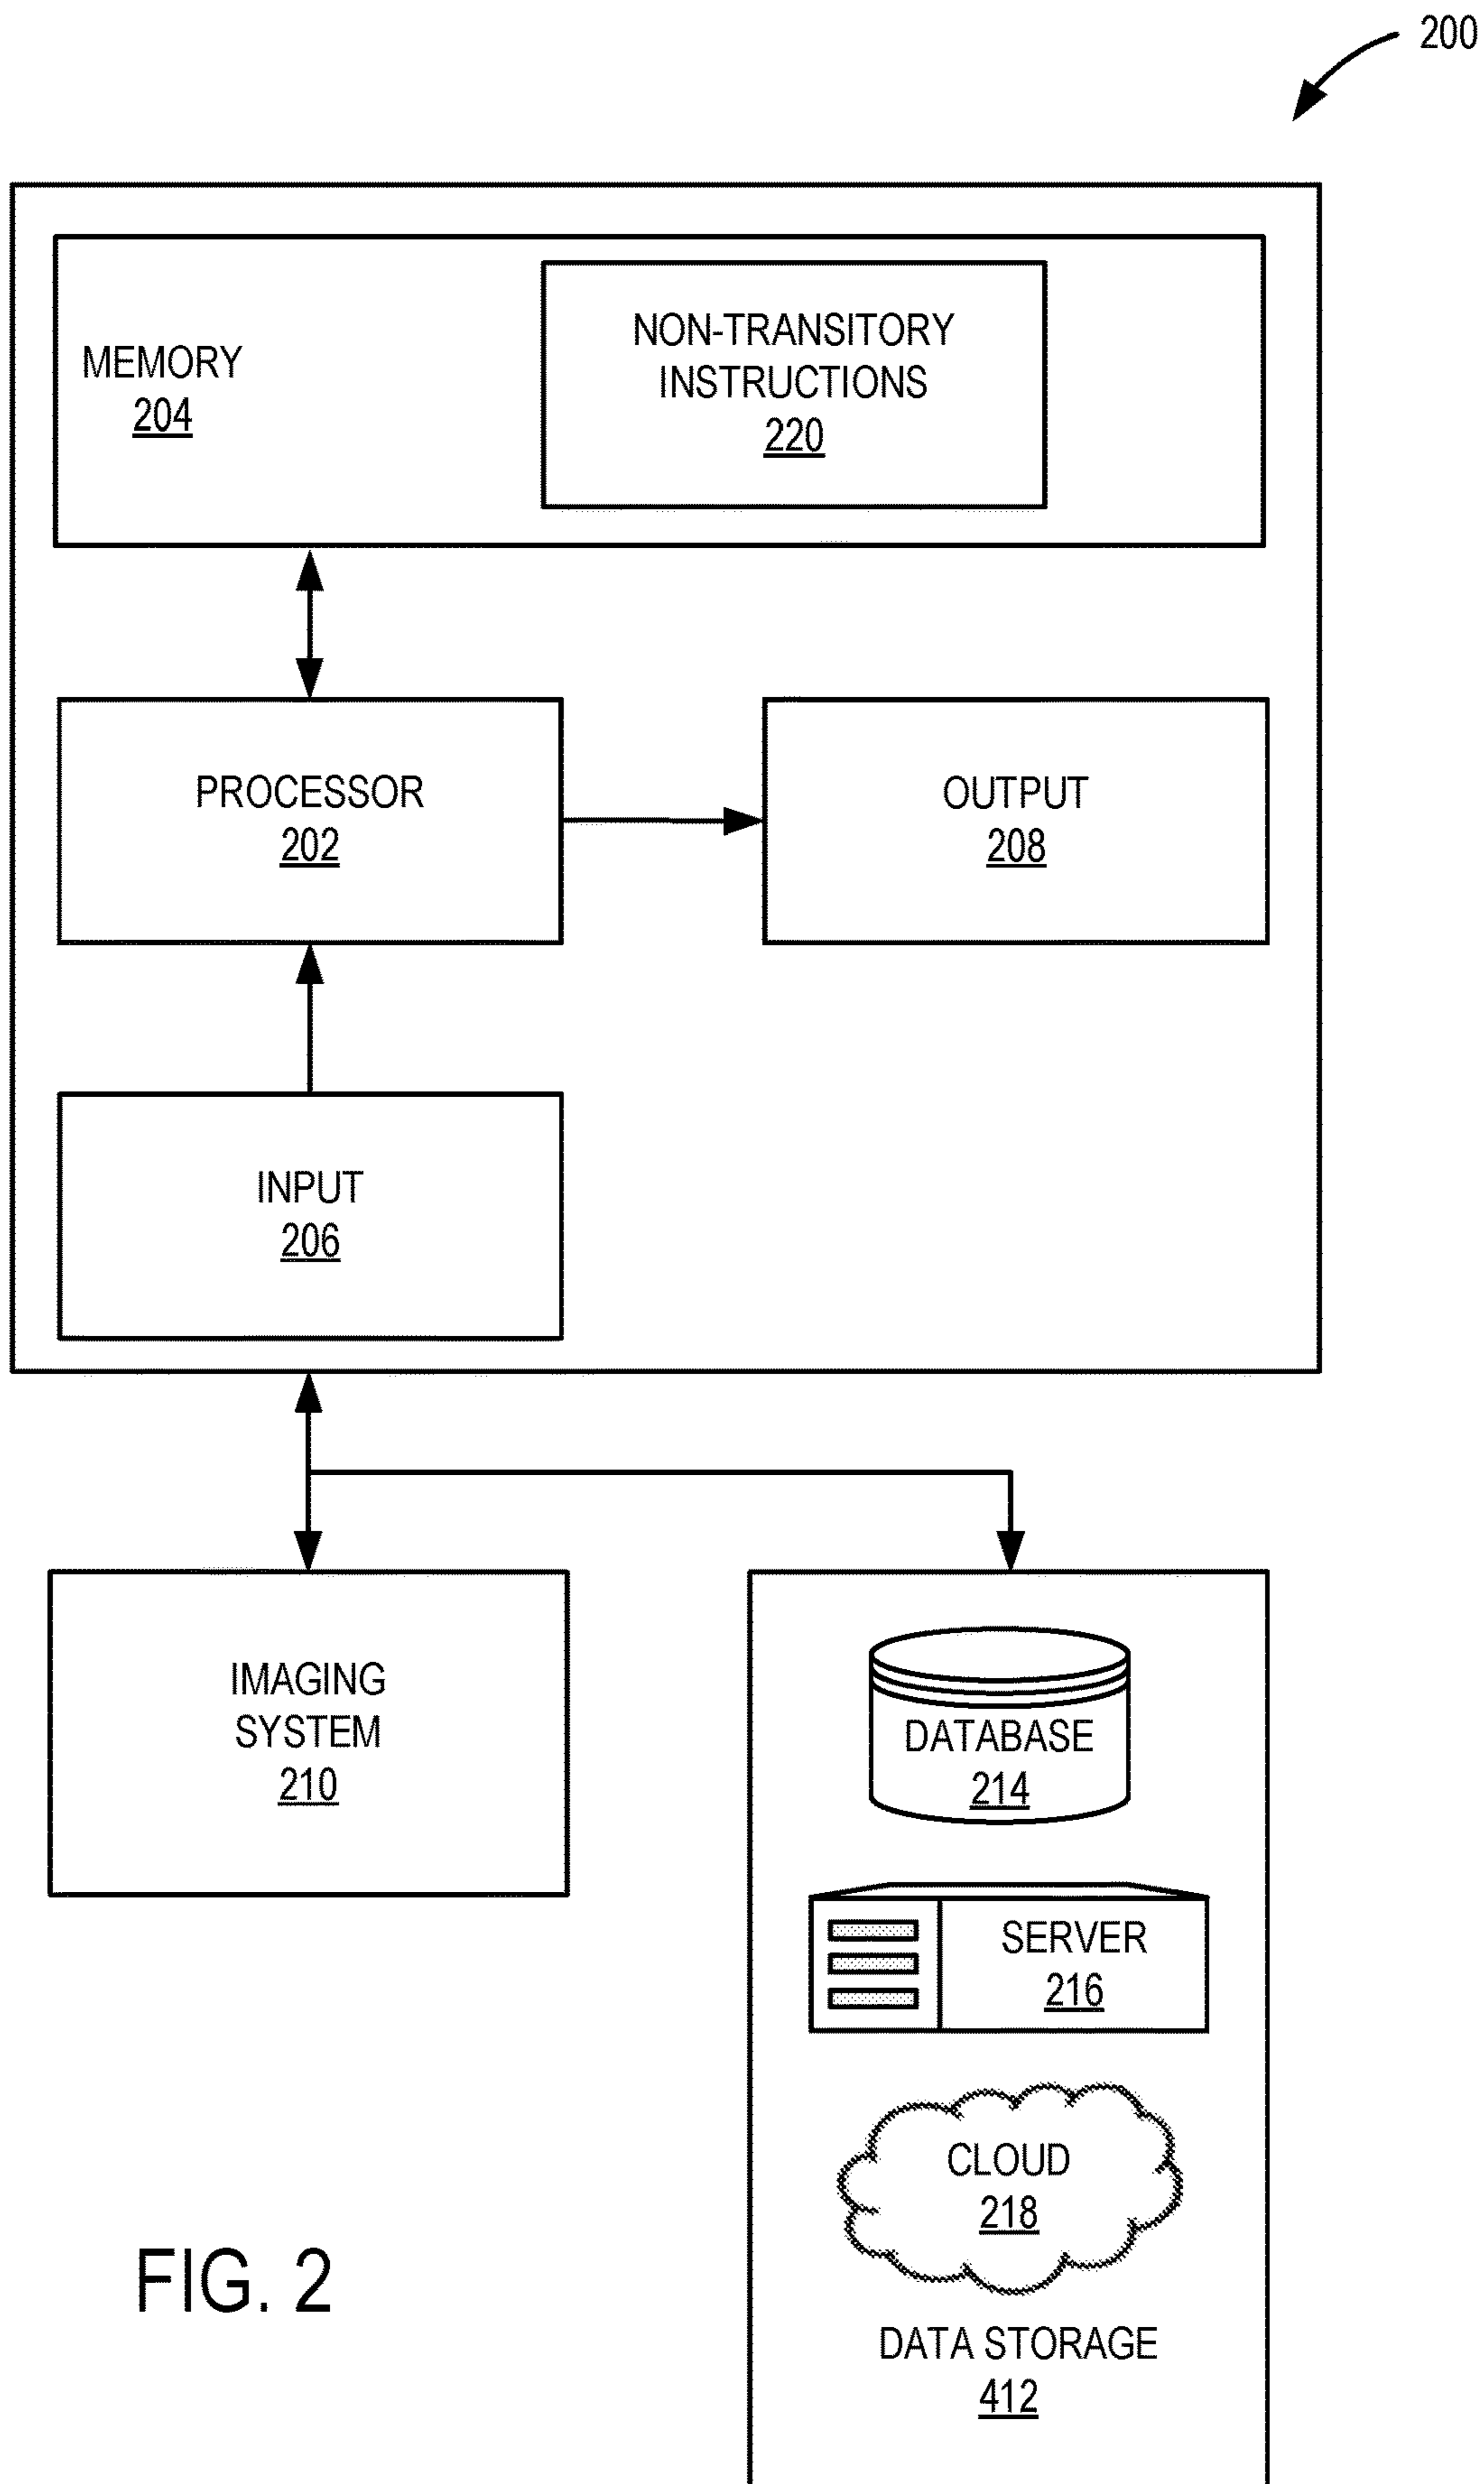 200
MEMORY
204
NON-TRANSITORY
INSTRUCTIONS
220
PROCESSOR
202
OUTPUT
208
INPUT
206
IMAGING
SYSTEM
210
DATABASE
214
SERVER
216
CLOUD
218
DATA STORAGE
412
FIG. 2